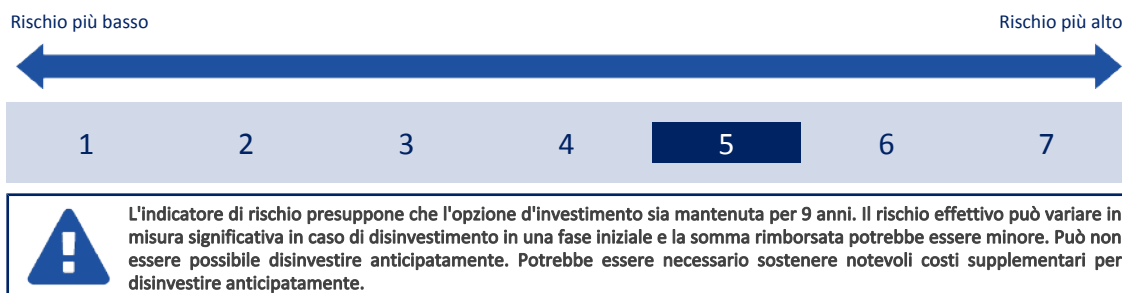 Rischio più basso Rischio più alto
1 2 3 4 5 6 7
L'indicatore di rischio presuppone che l'opzione d'investimento sia mantenuta per 9 anni. Il rischio effettivo può variare in
misura significativa in caso di disinvestimento in una fase iniziale e la somma rimborsata potrebbe essere minore. Può non
essere possibile disinvestire anticipatamente. Potrebbe essere necessario sostenere notevoli costi supplementari per
disinvestire anticipatamente.